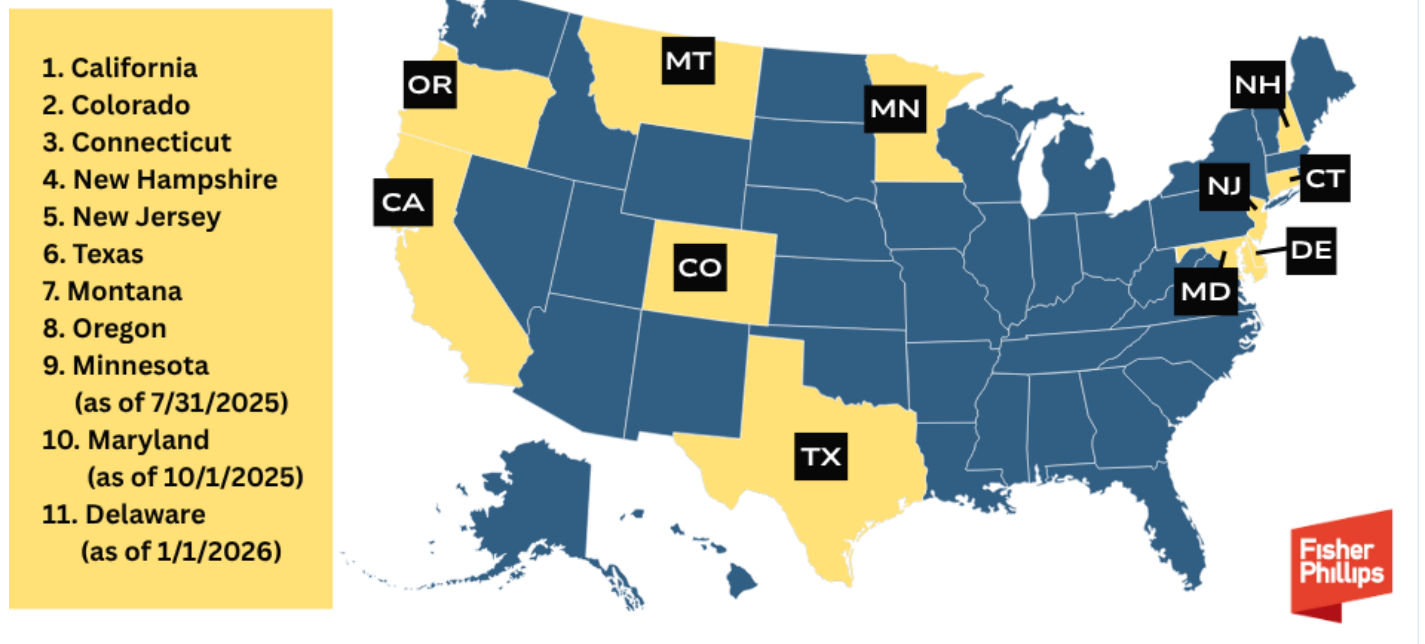 1. California
2. Colorado
3. Connecticut
4. New Hampshire
5. New Jersey
6. Texas
7. Montana
8. Oregon
9. Minnesota
(as of 7/31/2025)
10. Maryland
(as of 10/1/2025)
11. Delaware
(as of 1/1/2026)
MT
OR
NH
MN
CT
NJ
CA
DE
CO
MD
TX
Fisher
Phillips